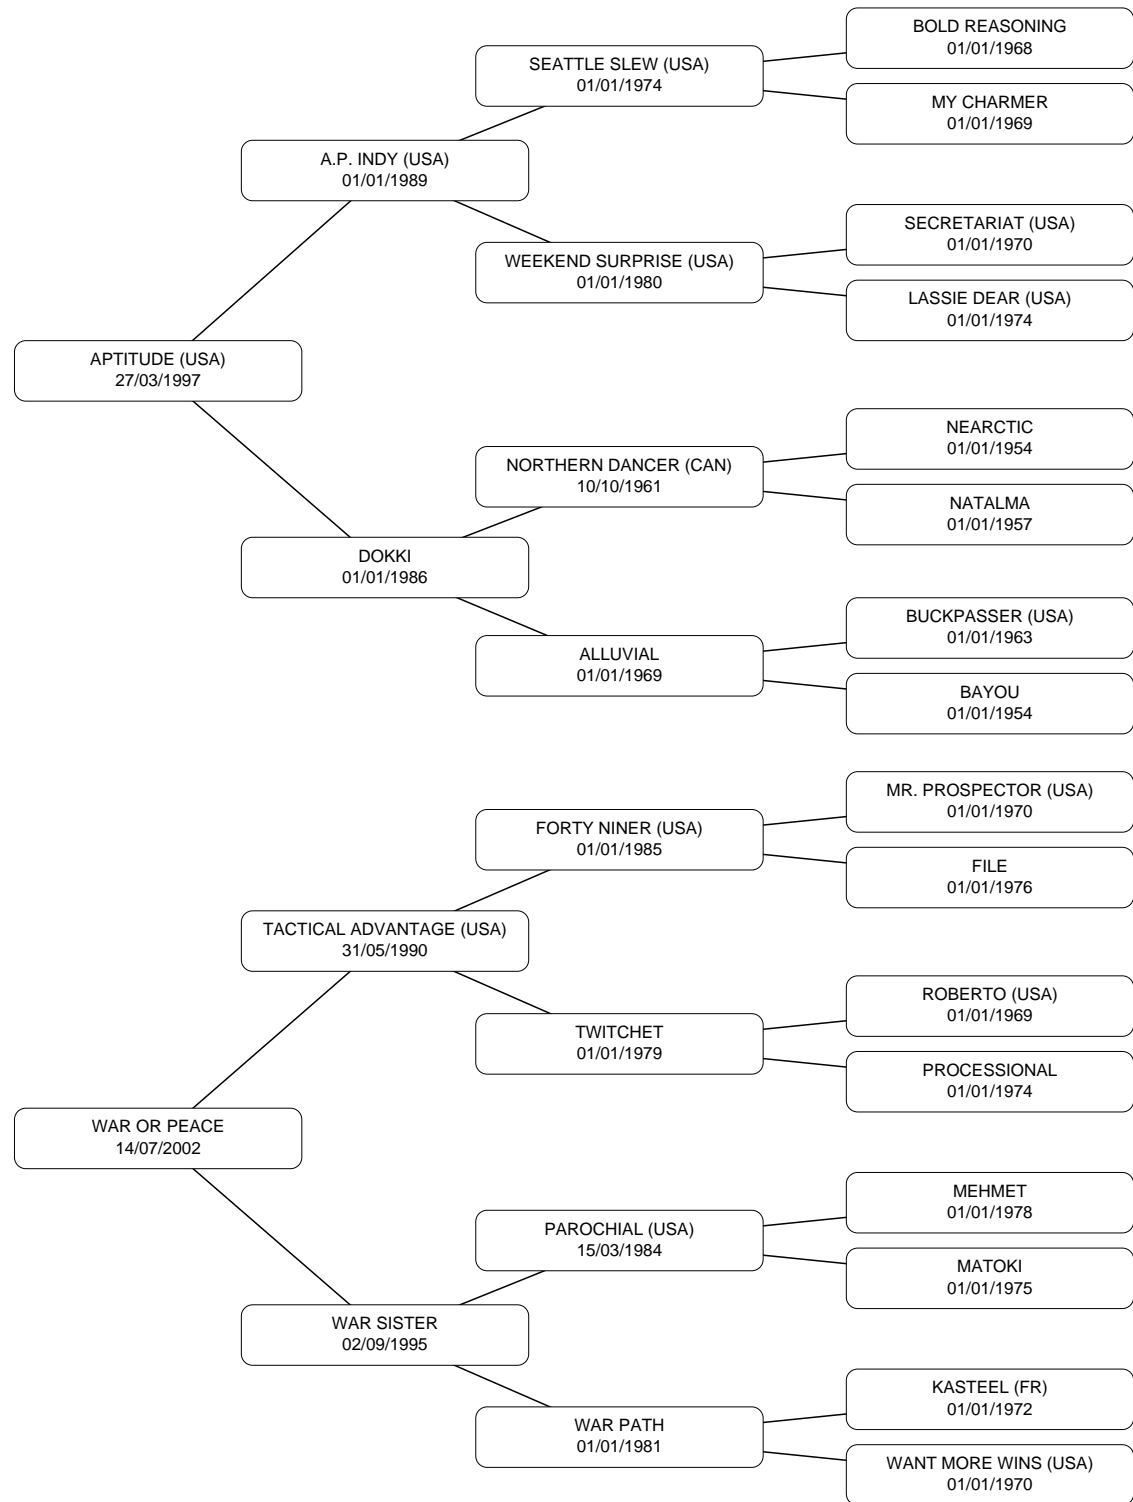 BOLD REASONING
01/01/1968
SEATTLE SLEW (USA)
01/01/1974
MY CHARMER
01/01/1969
A.P. INDY (USA)
01/01/1989
SECRETARIAT (USA)
01/01/1970
WEEKEND SURPRISE (USA)
01/01/1980
LASSIE DEAR (USA)
01/01/1974
APTITUDE (USA)
27/03/1997
NEARCTIC
01/01/1954
NORTHERN DANCER (CAN)
10/10/1961
NATALMA
01/01/1957
DOKKI
01/01/1986
BUCKPASSER (USA)
01/01/1963
ALLUVIAL
01/01/1969
BAYOU
01/01/1954
MR. PROSPECTOR (USA)
01/01/1970
FORTY NINER (USA)
01/01/1985
FILE
01/01/1976
TACTICAL ADVANTAGE (USA)
31/05/1990
ROBERTO (USA)
01/01/1969
TWITCHET
01/01/1979
PROCESSIONAL
01/01/1974
WAR OR PEACE
14/07/2002
MEHMET
01/01/1978
PAROCHIAL (USA)
15/03/1984
MATOKI
01/01/1975
WAR SISTER
02/09/1995
KASTEEL (FR)
01/01/1972
WAR PATH
01/01/1981
WANT MORE WINS (USA)
01/01/1970